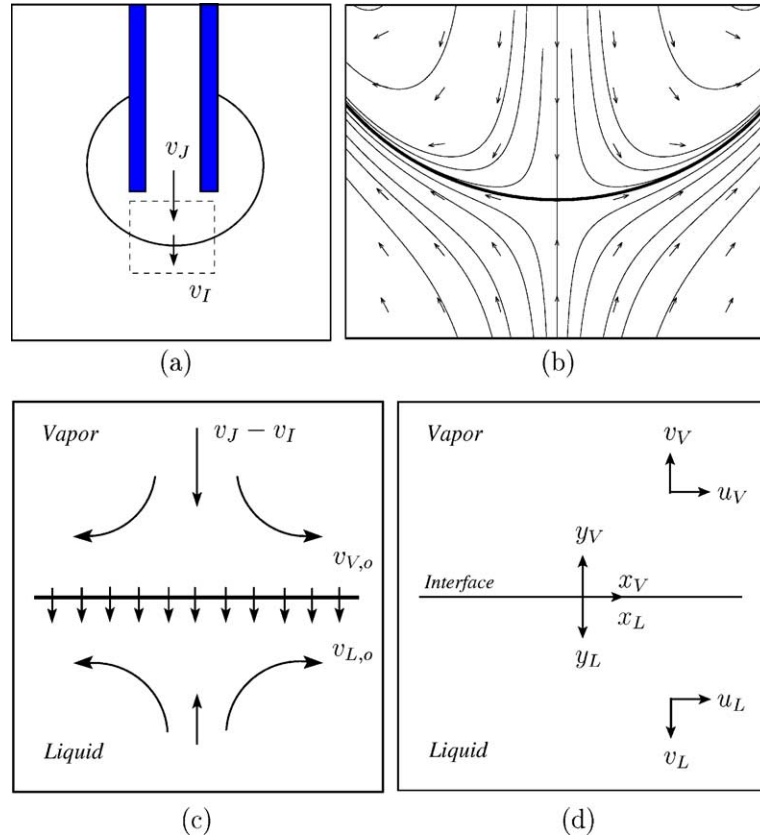 v_J
v_I
(a)
(b)
Vapor
v_J − v_I
v_{V,o}
v_{L,o}
Liquid
(c)
Vapor
v_V
u_V
y_V
Interface
x_V
x_L
y_L
u_L
Liquid
v_L
(d)